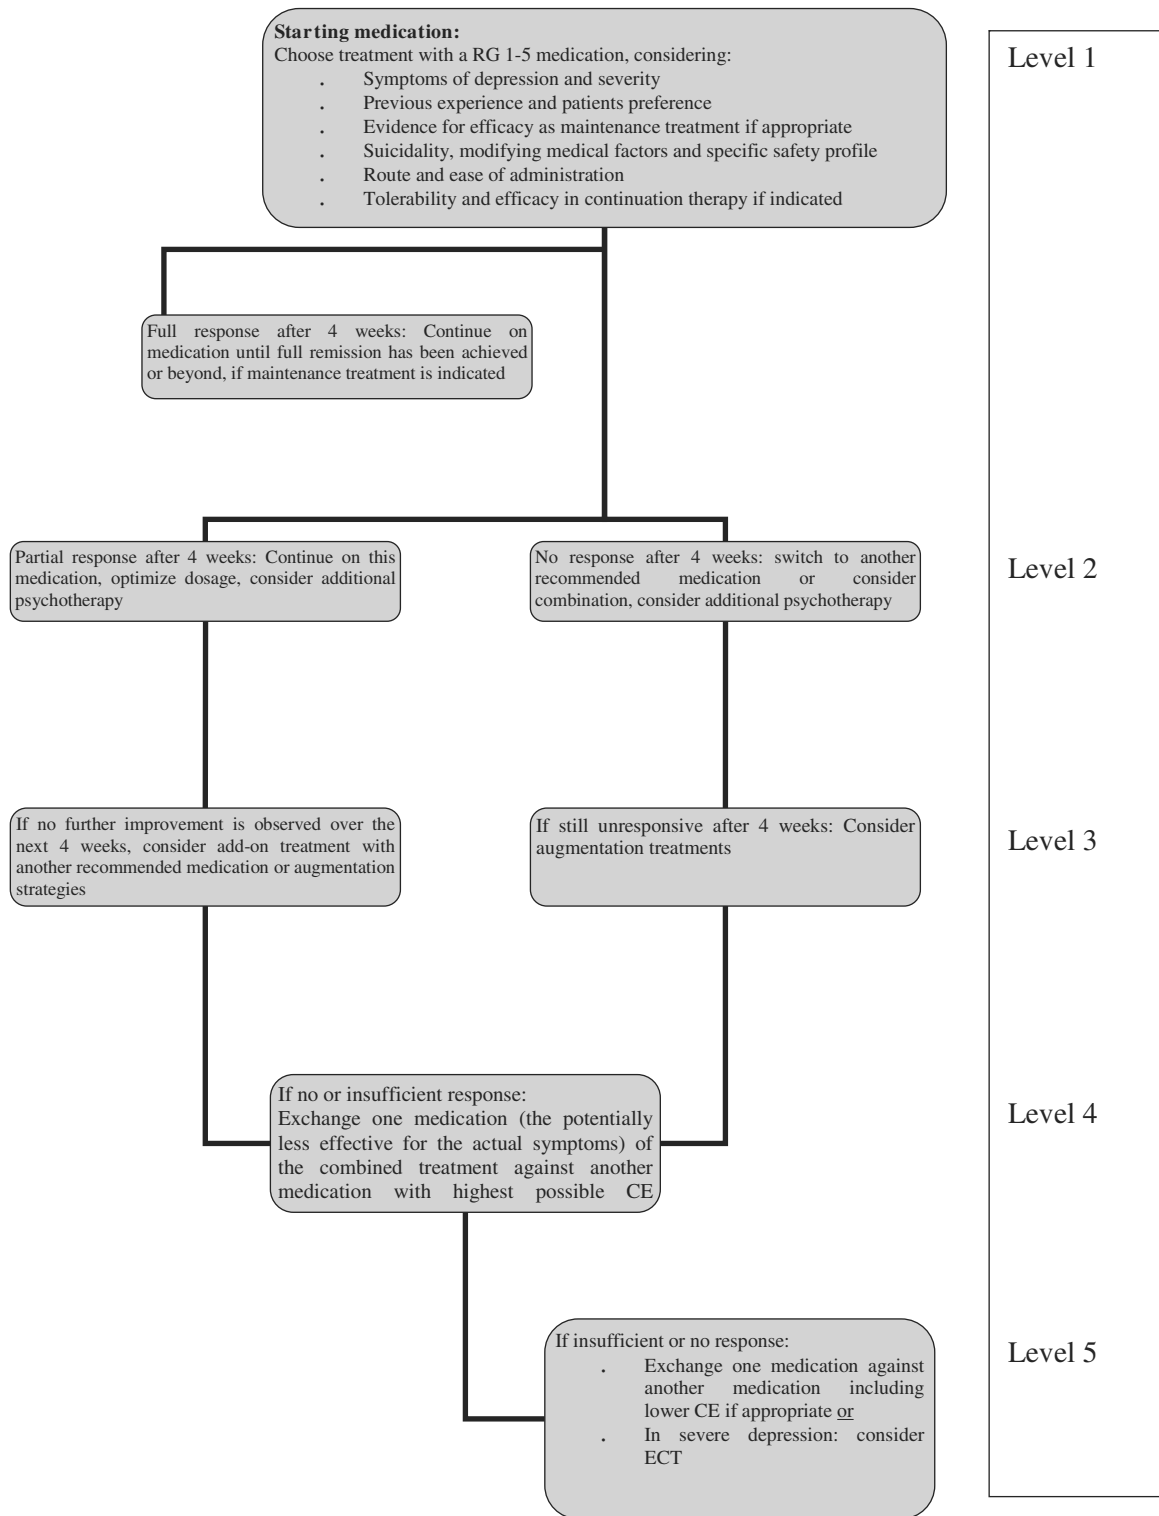 Starting medication:
Choose treatment with a RG 1-5 medication, considering:
. Symptoms of depression and severity
. Previous experience and patients preference
. Evidence for efficacy as maintenance treatment if appropriate
. Suicidality, modifying medical factors and specific safety profile
. Route and ease of administration
. Tolerability and efficacy in continuation therapy if indicated
Level 1
Full response after 4 weeks: Continue on
medication until full remission has been achieved
or beyond, if maintenance treatment is indicated
Partial response after 4 weeks: Continue on this
medication, optimize dosage, consider additional
psychotherapy
No response after 4 weeks: switch to another
recommended medication or consider
combination, consider additional psychotherapy
Level 2
If no further improvement is observed over the
next 4 weeks, consider add-on treatment with
another recommended medication or augmentation
strategies
If still unresponsive after 4 weeks: Consider
augmentation treatments
Level 3
If no or insufficient response:
Exchange one medication (the potentially
less effective for the actual symptoms) of
the combined treatment against another
medication with highest possible CE
Level 4
If insufficient or no response:
. Exchange one medication against
another medication including
lower CE if appropriate or
. In severe depression: consider
ECT
Level 5